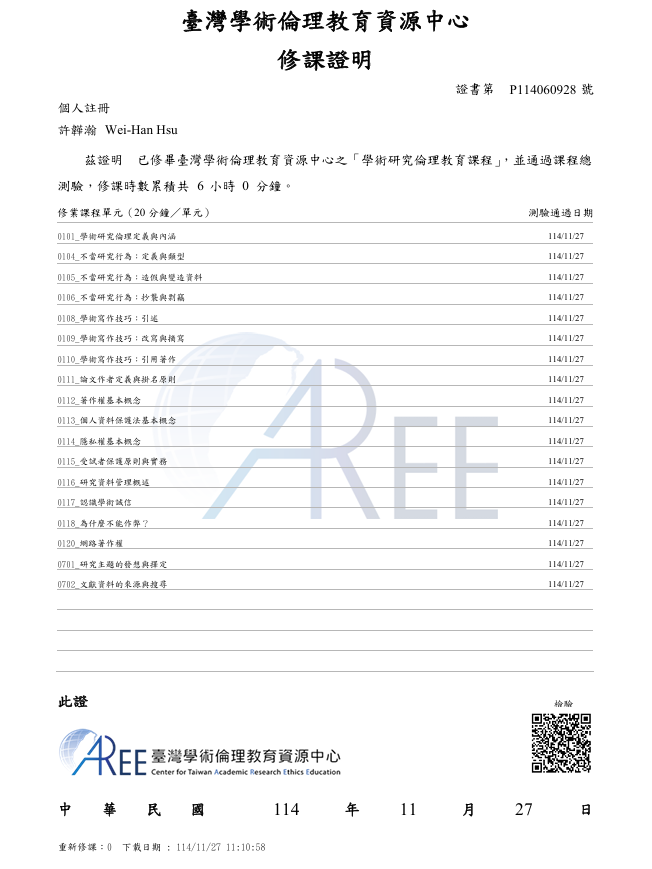 臺灣學術倫理教育資源中心
修課證明
證書第 P114060928 號
個人註冊
許韡瀚 Wei-Han Hsu
茲證明 已修畢臺灣學術倫理教育資源中心之「學術研究倫理教育課程」，並通過課程總
測驗，修課時數累積共 6 小時 0 分鐘。
修業課程單元（20分鐘／單元） 測驗通過日期
0101_學術研究倫理定義與內涵 114/11/27
0104_不當研究行為：定義與類型 114/11/27
0105_不當研究行為：造假與變造資料 114/11/27
0106_不當研究行為：抄襲與剽竊 114/11/27
0108_學術寫作技巧：引述 114/11/27
0109_學術寫作技巧：改寫與摘寫 114/11/27
0110_學術寫作技巧：引用著作 114/11/27
0111_論文作者定義與掛名原則 114/11/27
0112_著作權基本概念 114/11/27
0113_個人資料保護法基本概念 114/11/27
0114_隱私權基本概念 114/11/27
0115_受試者保護原則與實務 114/11/27
0116_研究資料管理概述 114/11/27
0117_認識學術誠信 114/11/27
0118_為什麼不能作弊？ 114/11/27
0120_網路著作權 114/11/27
0701_研究主題的發想與擇定 114/11/27
0702_文獻資料的來源與搜尋 114/11/27
AREE
此證
檢驗
AREE 臺灣學術倫理教育資源中心
Center for Taiwan Academic Research Ethics Education
中 華 民 國 114 年 11 月 27 日
重新修課：0 下載日期 : 114/11/27 11:10:58